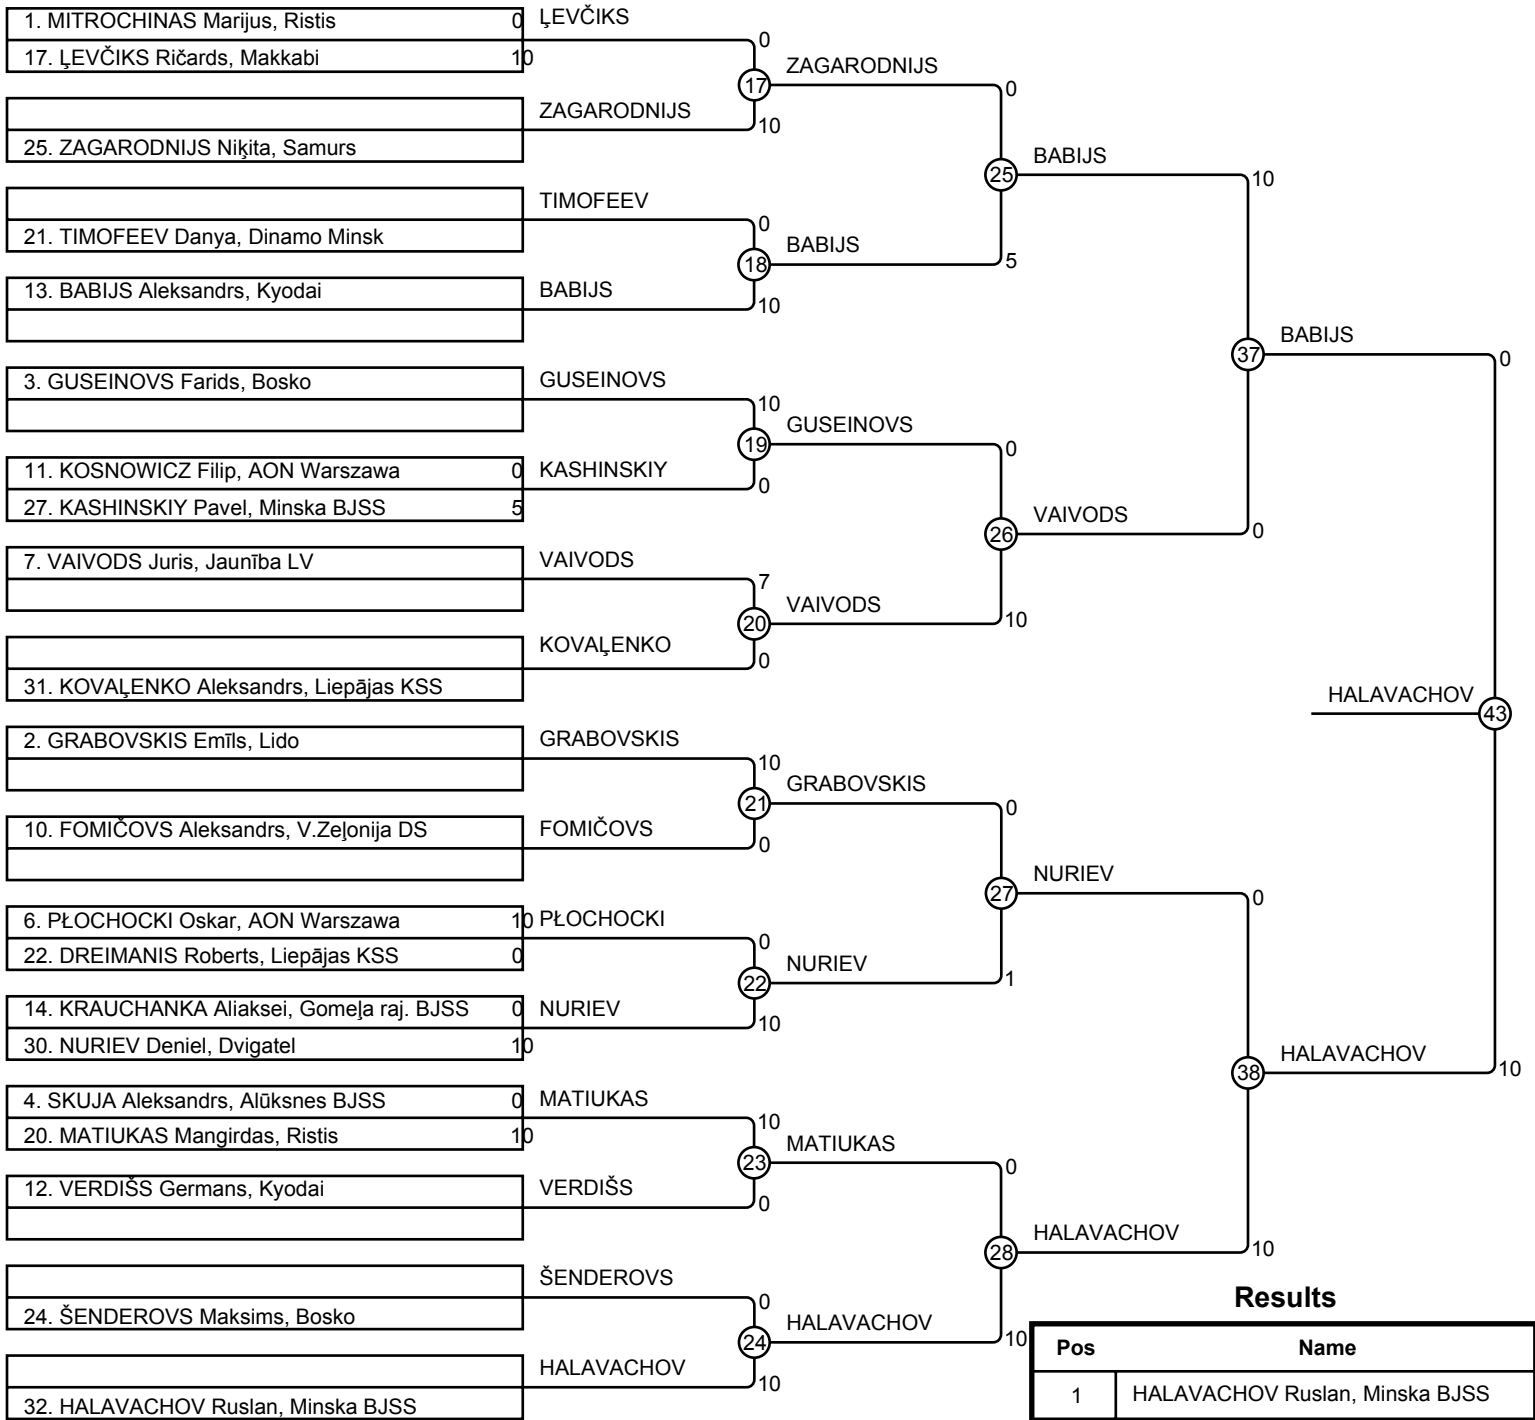 1. MITROCHINAS Marijus, Ristis 0 ĻEVČIKS
0
17. ĻEVČIKS Ričards, Makkabi 10
ZAGARODNIJS
17
0
ZAGARODNIJS
10
25. ZAGARODNIJS Niķita, Samurs
BABIJS
25
10
TIMOFEEV
0
21. TIMOFEEV Danya, Dinamo Minsk
BABIJS
18
5
13. BABIJS Aleksandrs, Kyodai BABIJS
10
BABIJS
37
0
3. GUSEINOVS Farids, Bosko GUSEINOVS
10
GUSEINOVS
19
0
11. KOSNOWICZ Filip, AON Warszawa 0 KASHINSKIY
0
27. KASHINSKIY Pavel, Minska BJSS 5
VAIVODS
26
0
7. VAIVODS Juris, Jaunība LV VAIVODS
7
VAIVODS
20
10
KOVAĻENKO
0
31. KOVAĻENKO Aleksandrs, Liepājas KSS
HALAVACHOV
43
2. GRABOVSKIS Emīls, Lido GRABOVSKIS
10
GRABOVSKIS
21
0
10. FOMIČOVS Aleksandrs, V.Zeļonija DS FOMIČOVS
0
NURIEV
27
0
6. PŁOCHOCKI Oskar, AON Warszawa 10 PŁOCHOCKI
0
22. DREIMANIS Roberts, Liepājas KSS 0
NURIEV
22
1
14. KRAUCHANKA Aliaksei, Gomeļa raj. BJSS 0 NURIEV
10
30. NURIEV Deniel, Dvigatel 10
HALAVACHOV
38
10
4. SKUJA Aleksandrs, Alūksnes BJSS 0 MATIUKAS
10
20. MATIUKAS Mangirdas, Ristis 10
MATIUKAS
23
0
12. VERDIŠS Germans, Kyodai VERDIŠS
0
HALAVACHOV
28
10
ŠENDEROVS
0
24. ŠENDEROVS Maksims, Bosko
HALAVACHOV
24
10
HALAVACHOV
10
32. HALAVACHOV Ruslan, Minska BJSS
Results
Pos Name
1 HALAVACHOV Ruslan, Minska BJSS